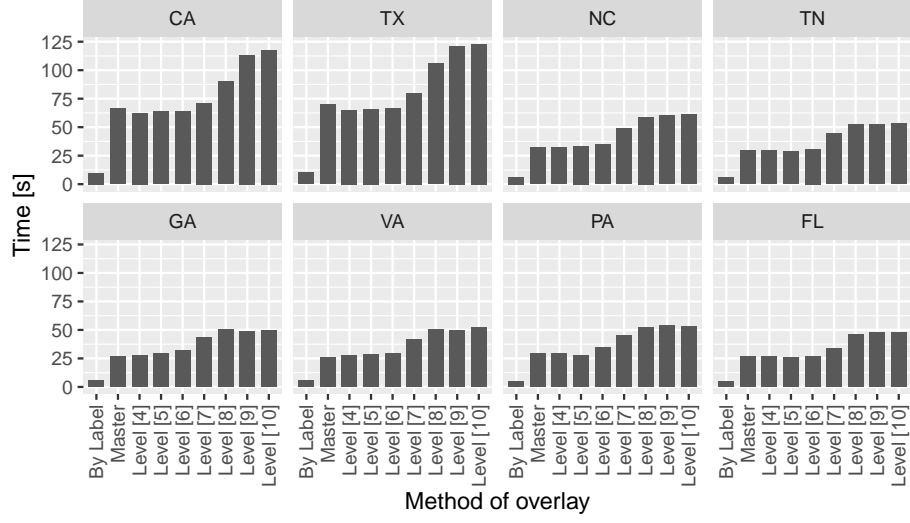 CA TX NC TN
125
100
75
50
25
0
Time [s]
GA VA PA FL
125
100
75
50
25
0
By Label Master Level [4] Level [5] Level [6] Level [7] Level [8] Level [9] Level [10] By Label Master Level [4] Level [5] Level [6] Level [7] Level [8] Level [9] Level [10] By Label Master Level [4] Level [5] Level [6] Level [7] Level [8] Level [9] Level [10] By Label Master Level [4] Level [5] Level [6] Level [7] Level [8] Level [9] Level [10]
Method of overlay